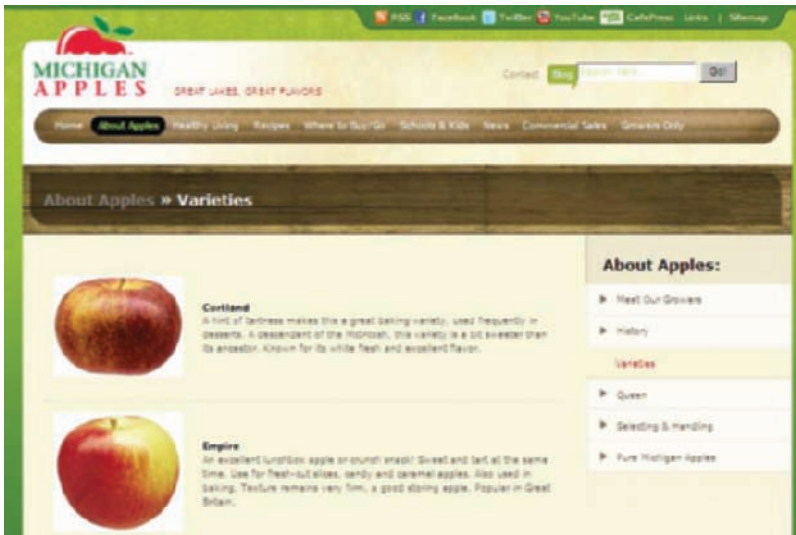 RSS Facebook Twitter YouTube CafePress Links | Sitemap
MICHIGAN
APPLES
GREAT LAKES, GREAT FLAVORS
Contact Blog Go!
Home About Apples Healthy Living Recipes Where to Buy/Go Schools & Kids News Commercial Sales Growers Only
About Apples » Varieties
About Apples:
Meet Our Growers
History
Varieties
Queen
Selecting & Handling
Pure Michigan Apples
Cortland
A hint of tartness makes this a great baking variety, used frequently in
desserts. A descendent of the McIntosh, this variety is a bit sweeter than
its ancestor. Known for its white flesh and excellent flavor.
Empire
An excellent lunchbox apple or crunch snack! Sweet and tart at the same
time. Use for fresh-cut slices, candy and caramel apples. Also used in
baking. Texture remains very firm, a good storing apple. Popular in Great
Britain.